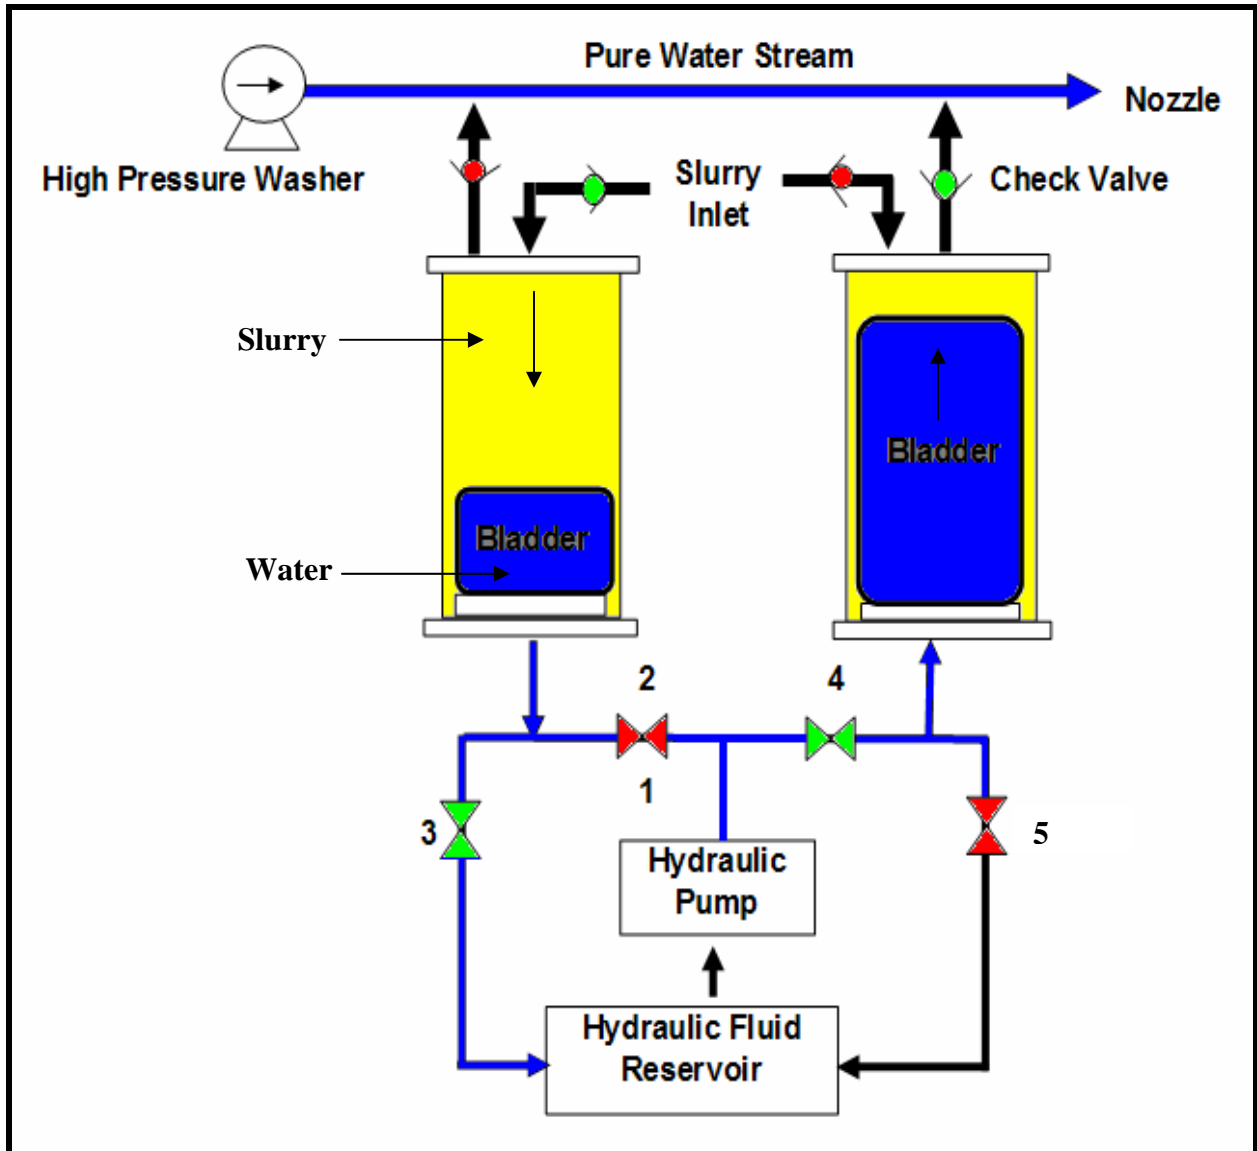 Pure Water Stream
Nozzle
High Pressure Washer
Slurry
Inlet
Check Valve
Slurry
Bladder
Bladder
Water
2
4
1
3
5
Hydraulic
Pump
Hydraulic Fluid
Reservoir